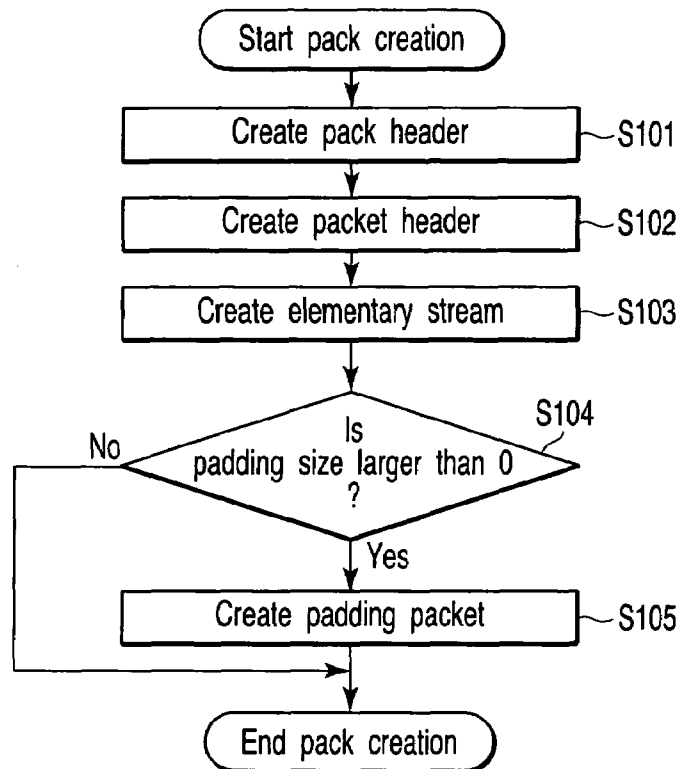 Start pack creation
Create pack header
S101
Create packet header
S102
Create elementary stream
S103
S104
No
Is
padding size larger than 0
?
Yes
Create padding packet
S105
End pack creation